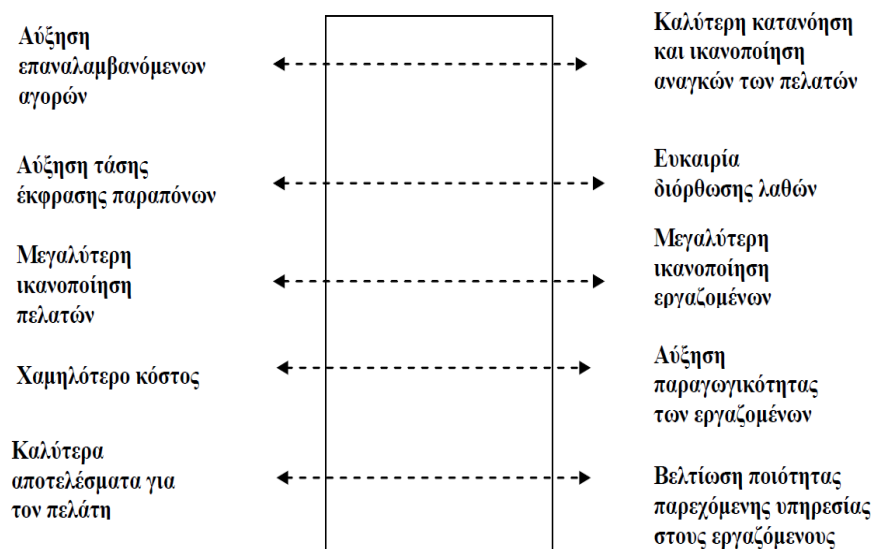 Αύξηση
επαναλαμβανόμενων
αγορών
Καλύτερη κατανόηση
και ικανοποίηση
αναγκών των πελατών
Αύξηση τάσης
έκφρασης παραπόνων
Ευκαιρία
διόρθωσης λαθών
Μεγαλύτερη
ικανοποίηση
πελατών
Μεγαλύτερη
ικανοποίηση
εργαζομένων
Χαμηλότερο κόστος
Αύξηση
παραγωγικότητας
των εργαζομένων
Καλύτερα
αποτελέσματα για
τον πελάτη
Βελτίωση ποιότητας
παρεχόμενης υπηρεσίας
στους εργαζόμενους